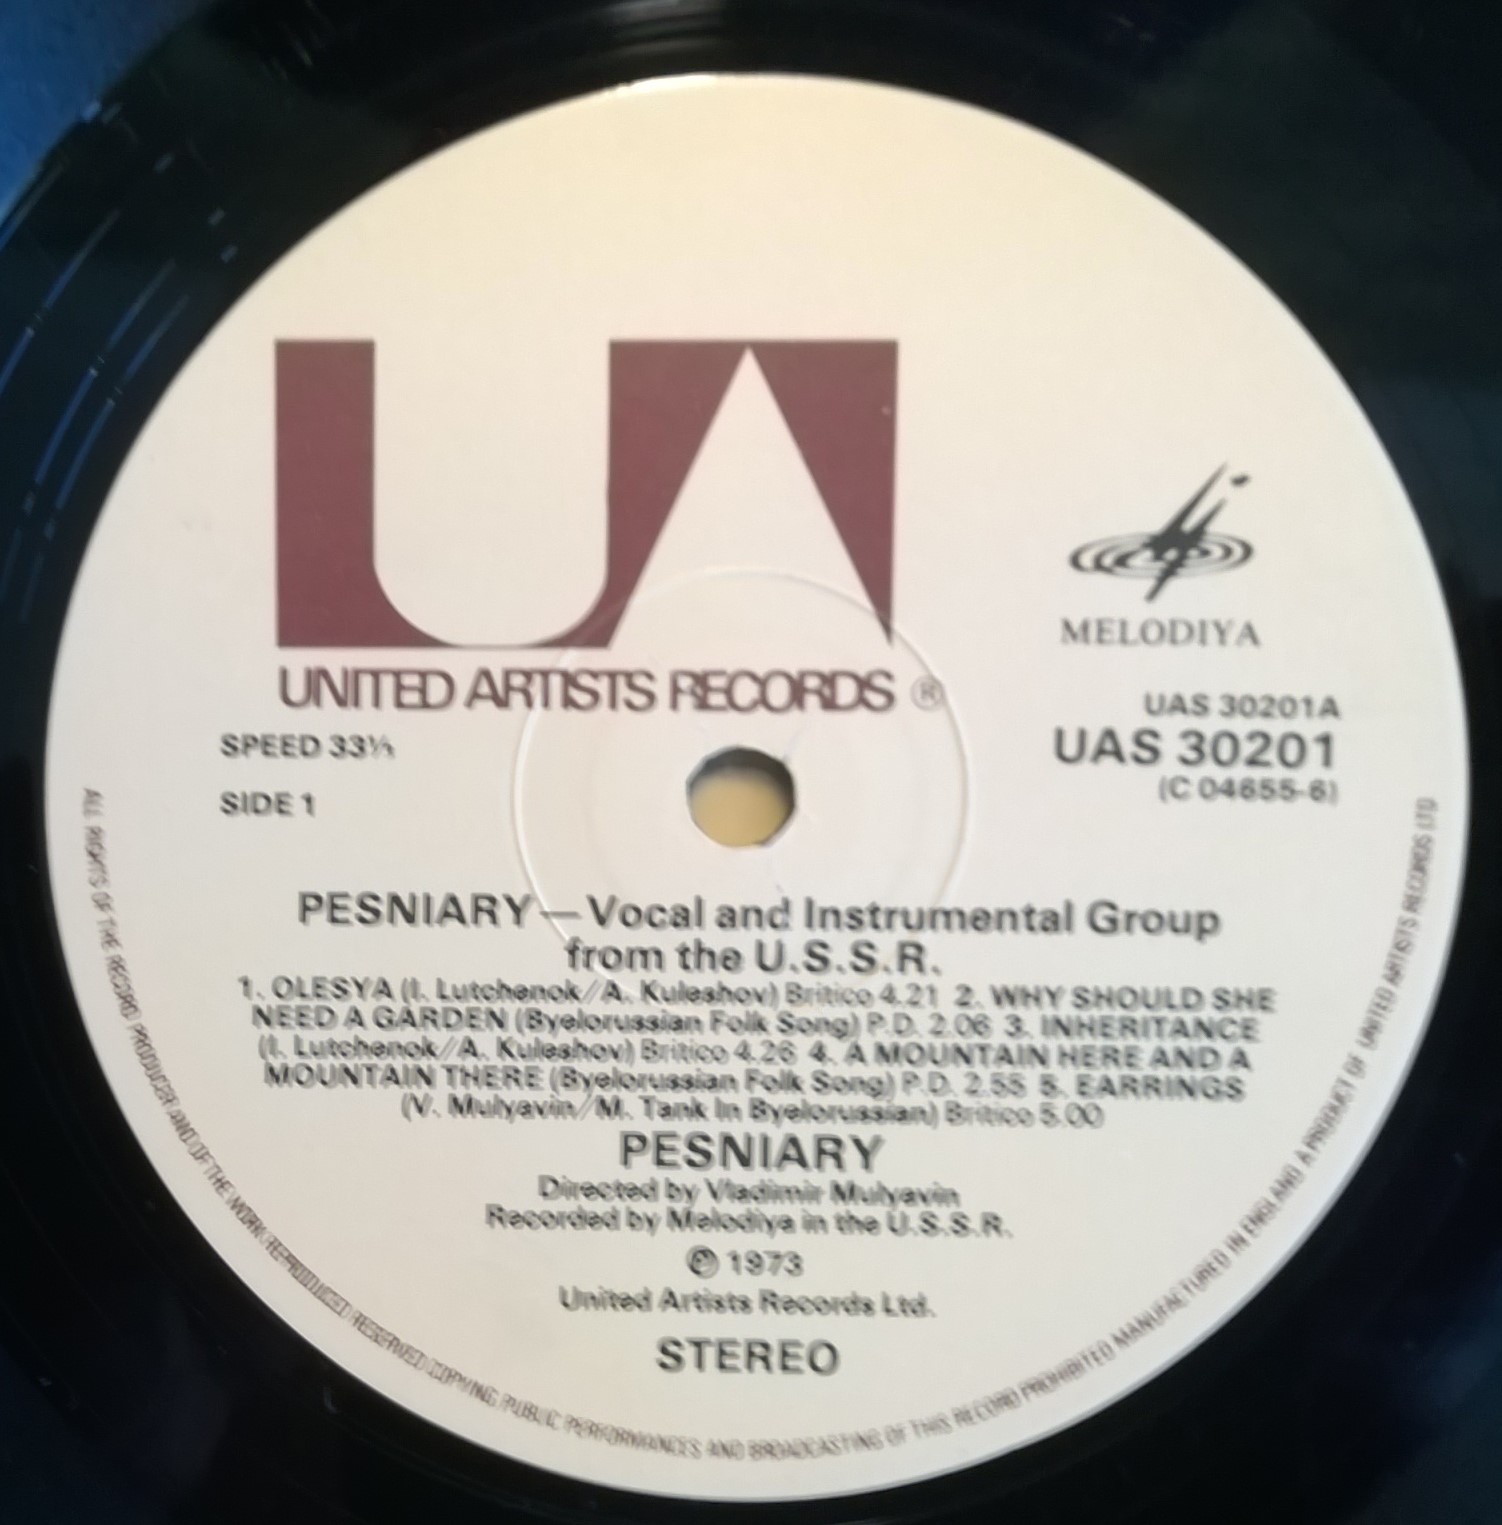 UA
UNITED ARTISTS RECORDS ®
MELODIYA
SPEED 33⅓
SIDE 1
UAS 30201A
UAS 30201
(C 04655-6)
PESNIARY — Vocal and Instrumental Group
from the U.S.S.R.
1. OLESYA (I. Lutchenok/A. Kuleshov) Britico 4.21 2. WHY SHOULD SHE
NEED A GARDEN (Byelorussian Folk Song) P.D. 2.06 3. INHERITANCE
(I. Lutchenok/A. Kuleshov) Britico 4.26 4. A MOUNTAIN HERE AND A
MOUNTAIN THERE (Byelorussian Folk Song) P.D. 2.55 5. EARRINGS
(V. Mulyavin/M. Tank In Byelorussian) Britico 5.00
PESNIARY
Directed by Vladimir Mulyavin
Recorded by Melodiya in the U.S.S.R.
℗ 1973
United Artists Records Ltd.
STEREO
ALL RIGHTS OF THE RECORD PRODUCER AND OF THE WORK REPRODUCED RESERVED COPYING, PUBLIC PERFORMANCES AND BROADCASTING OF THIS RECORD PROHIBITED MANUFACTURED IN ENGLAND A PRODUCT OF UNITED ARTISTS RECORDS LTD